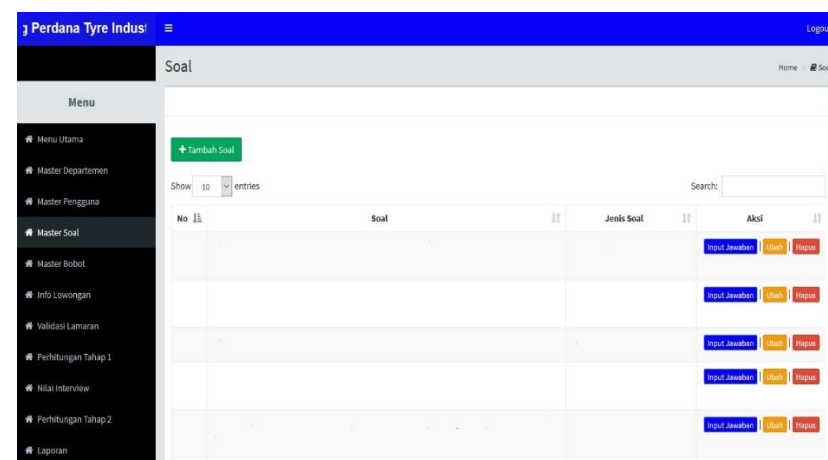 g Perdana Tyre Indust
Logou
Soal
Home
Sou
Menu
Menu Utama
Master Departemen
Master Pengguna
Master Soal
Master Bobot
Info Lowongan
Validasi Lamaran
Perhitungan Tahap 1
Nilai Interview
Perhitungan Tahap 2
Laporan
+ Tambah Soal
Show 10 entries
Search:
No Soal Jenis Soal Aksi
Input Jawaban | Ubah | Hapus
Input Jawaban | Ubah | Hapus
Input Jawaban | Ubah | Hapus
Input Jawaban | Ubah | Hapus
Input Jawaban | Ubah | Hapus